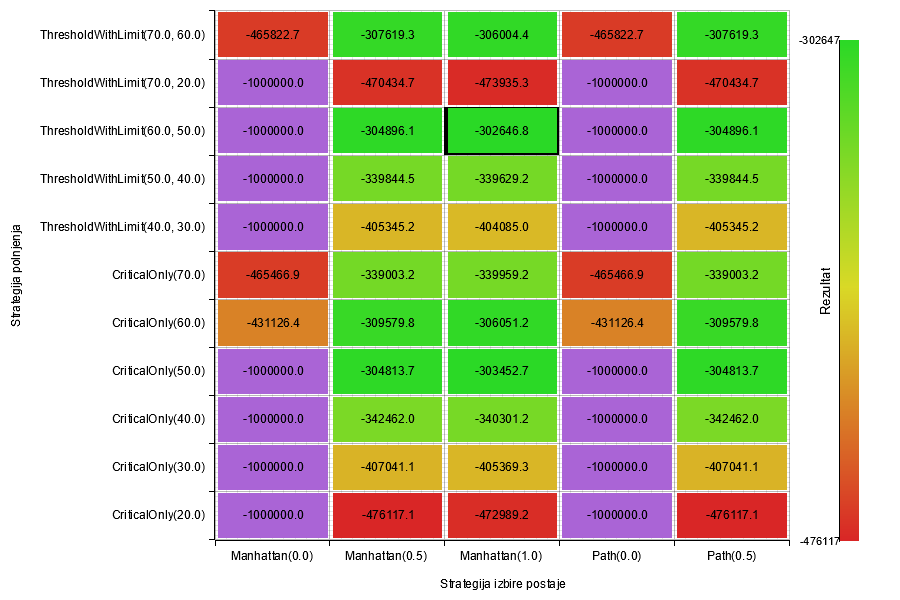 ThresholdWithLimit(70.0, 60.0) -465822.7 -307619.3 -306004.4 -465822.7 -307619.3
ThresholdWithLimit(70.0, 20.0) -1000000.0 -470434.7 -473935.3 -1000000.0 -470434.7
ThresholdWithLimit(60.0, 50.0) -1000000.0 -304896.1 -302646.8 -1000000.0 -304896.1
ThresholdWithLimit(50.0, 40.0) -1000000.0 -339844.5 -339629.2 -1000000.0 -339844.5
ThresholdWithLimit(40.0, 30.0) -1000000.0 -405345.2 -404085.0 -1000000.0 -405345.2
CriticalOnly(70.0) -465466.9 -339003.2 -339959.2 -465466.9 -339003.2
CriticalOnly(60.0) -431126.4 -309579.8 -306051.2 -431126.4 -309579.8
CriticalOnly(50.0) -1000000.0 -304813.7 -303452.7 -1000000.0 -304813.7
CriticalOnly(40.0) -1000000.0 -342462.0 -340301.2 -1000000.0 -342462.0
CriticalOnly(30.0) -1000000.0 -407041.1 -405369.3 -1000000.0 -407041.1
CriticalOnly(20.0) -1000000.0 -476117.1 -472989.2 -1000000.0 -476117.1
Manhattan(0.0) Manhattan(0.5) Manhattan(1.0) Path(0.0) Path(0.5)
Strategija izbire postaje
Strategija polnjenja
-302647
Rezultat
-476117